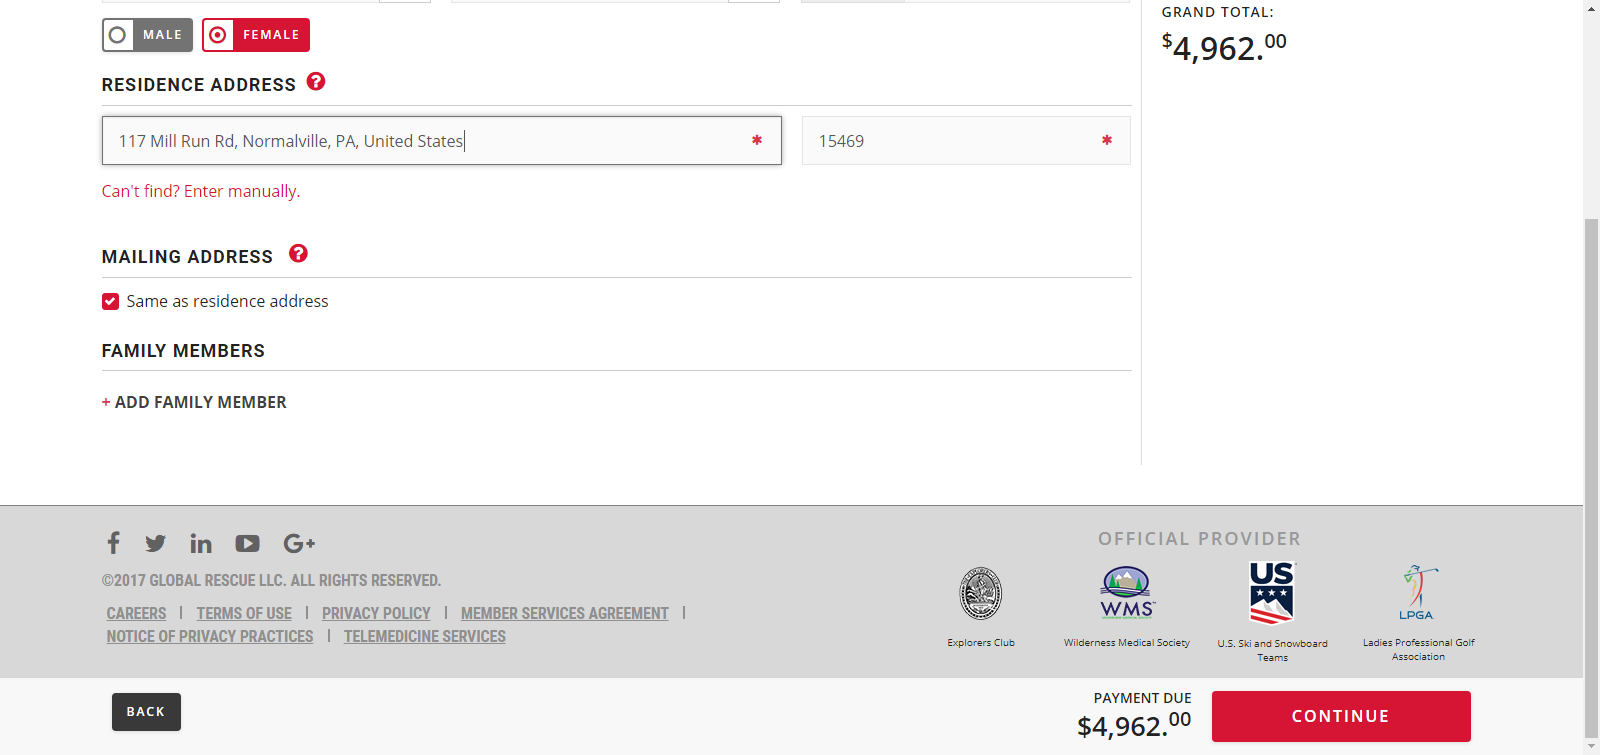 MALE
FEMALE
GRAND TOTAL:
$4,962.00
RESIDENCE ADDRESS ?
117 Mill Run Rd, Normalville, PA, United States *
15469 *
Can't find? Enter manually.
MAILING ADDRESS ?
Same as residence address
FAMILY MEMBERS
+ ADD FAMILY MEMBER
©2017 GLOBAL RESCUE LLC. ALL RIGHTS RESERVED.
CAREERS | TERMS OF USE | PRIVACY POLICY | MEMBER SERVICES AGREEMENT |
NOTICE OF PRIVACY PRACTICES | TELEMEDICINE SERVICES
OFFICIAL PROVIDER
WMS
US
LPGA
Explorers Club
Wilderness Medical Society
U.S. Ski and Snowboard
Teams
Ladies Professional Golf
Association
BACK
PAYMENT DUE
$4,962.00
CONTINUE